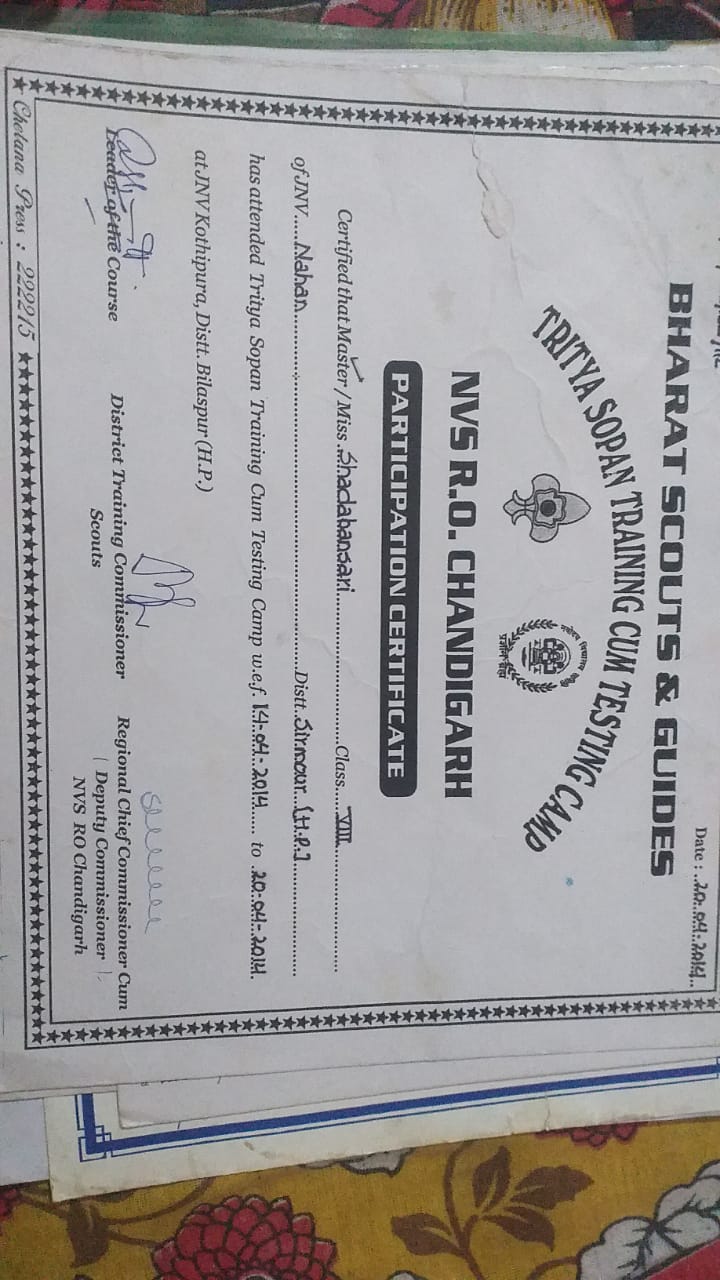 Date : ..20.-04-2014..
BHARAT SCOUTS & GUIDES
TRITYA SOPAN TRAINING CUM TESTING CAMP
NVS R.O. CHANDIGARH
PARTICIPATION CERTIFICATE
Certified that Master / Miss ..Shadabansari..........Class....VIII..........
of JNV.....Nahan..........Distt..Sirmour...(H.P.)..........
has attended Tritya Sopan Training Cum Testing Camp w.e.f. 14-04-2014..... to .20-04-2014.
at JNV Kothipura, Distt. Bilaspur (H.P.)
Leader of the Course
District Training Commissioner
Scouts
Regional Chief Commissioner Cum
( Deputy Commissioner )
NVS RO Chandigarh
Chetana Press : 222215